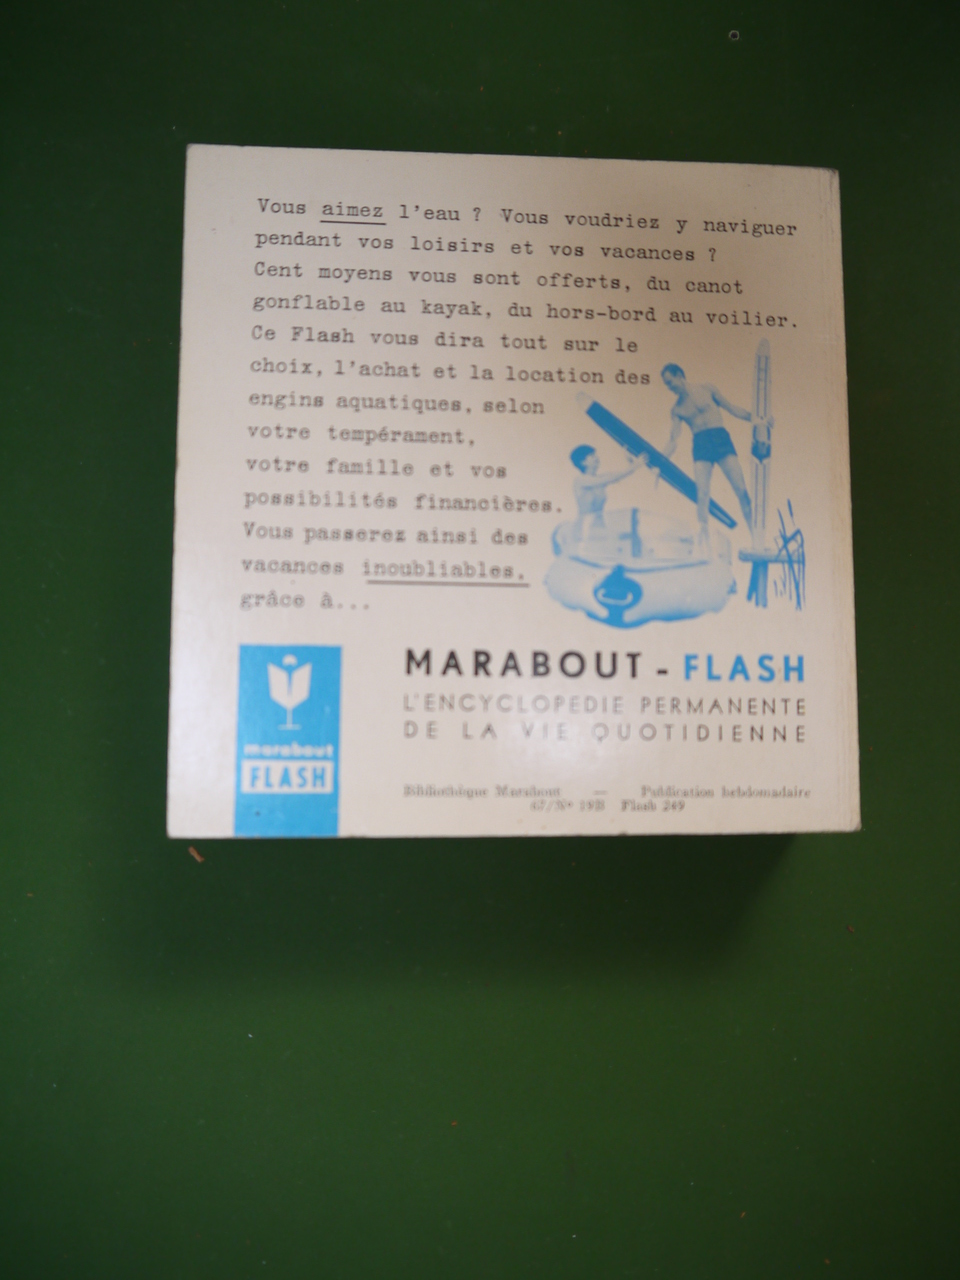 Vous aimez l'eau ? Vous voudriez y naviguer
pendant vos loisirs et vos vacances ?
Cent moyens vous sont offerts, du canot
gonflable au kayak, du hors-bord au voilier.
Ce Flash vous dira tout sur le
choix, l'achat et la location des
engins aquatiques, selon
votre tempérament,
votre famille et vos
possibilités financières.
Vous passerez ainsi des
vacances inoubliables,
grâce à...
MARABOUT - FLASH
L'ENCYCLOPEDIE PERMANENTE
DE LA VIE QUOTIDIENNE
marabout
FLASH
Bibliothèque Marabout — Publication hebdomadaire
Flash 249